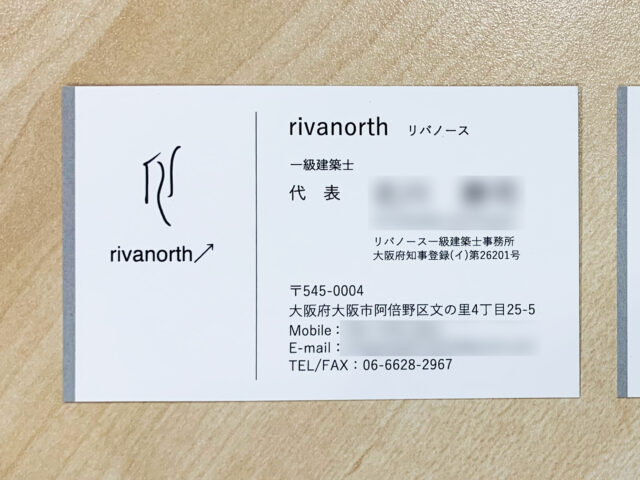 rivanorth↗
rivanorth リバノース
一級建築士
代 表
リバノース一級建築士事務所
大阪府知事登録(イ)第26201号
〒545-0004
大阪府大阪市阿倍野区文の里4丁目25-5
Mobile：
E-mail：
TEL/FAX：06-6628-2967